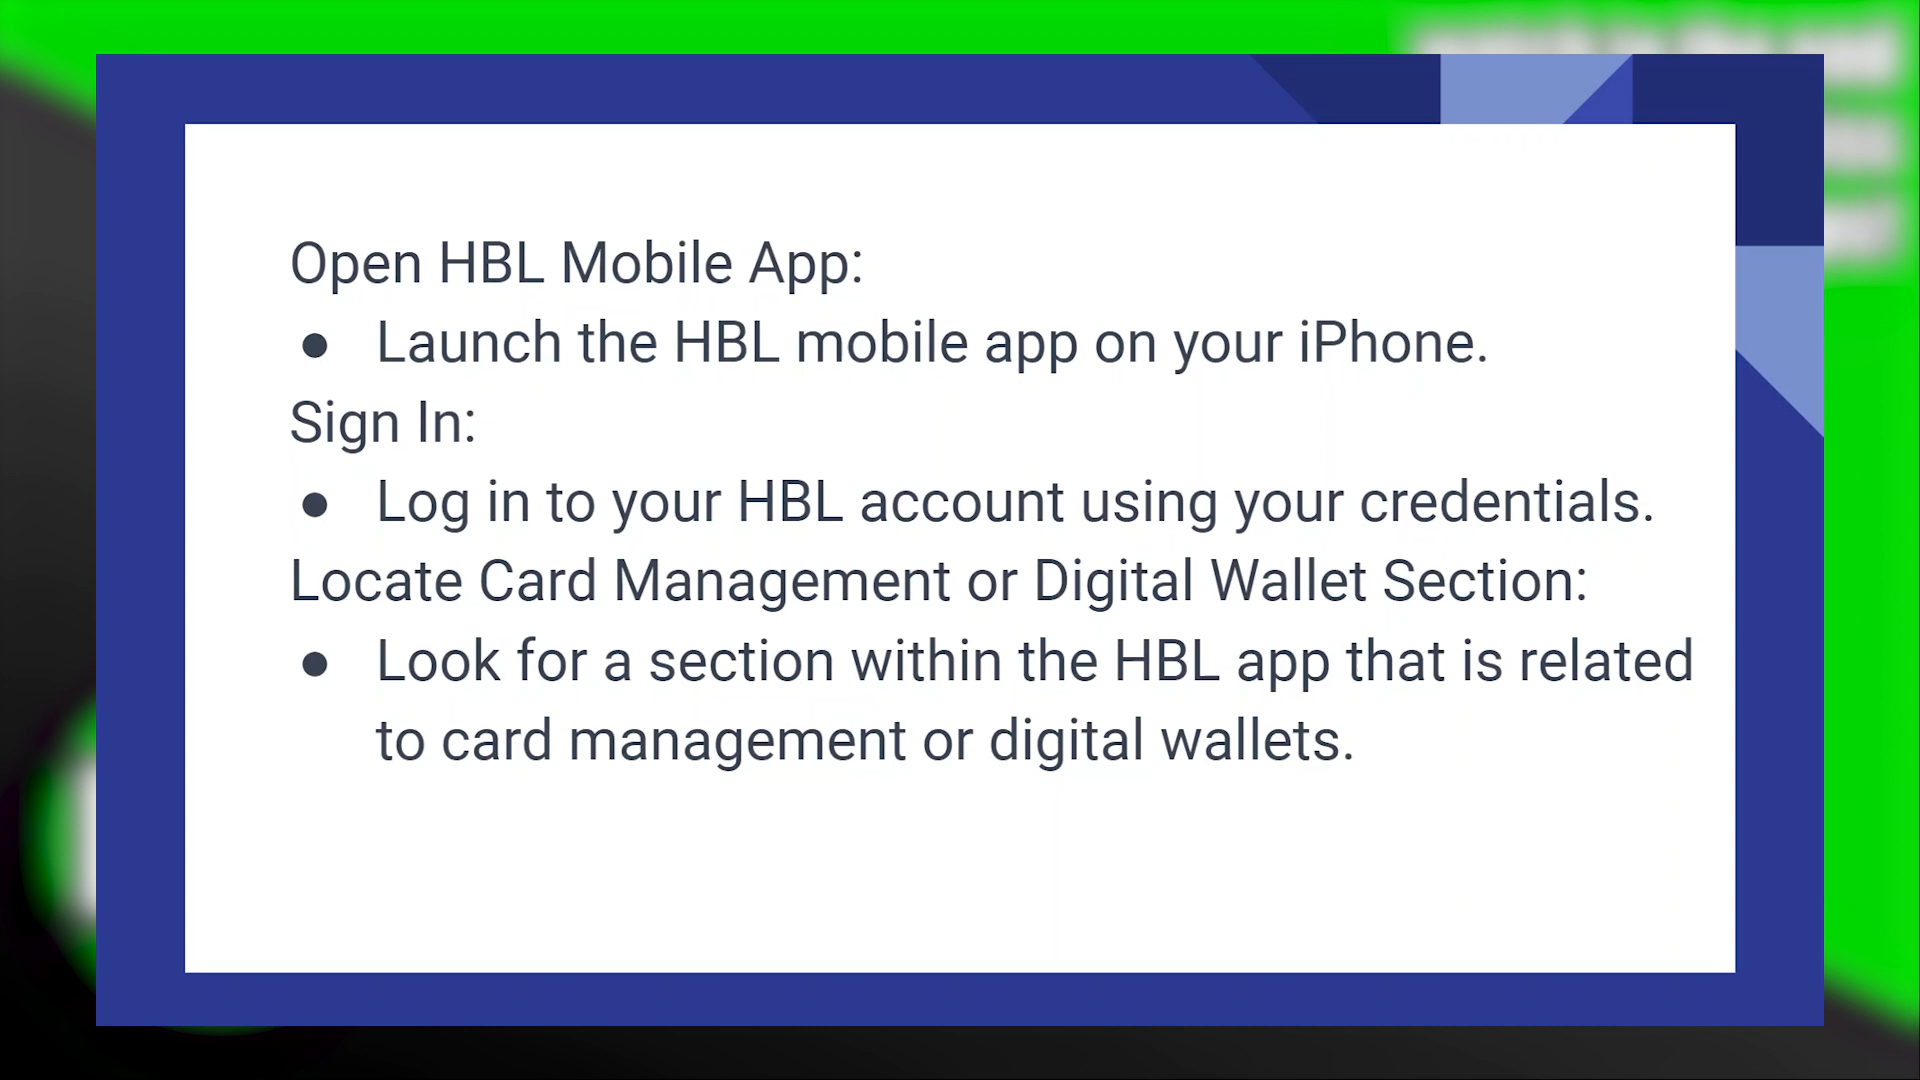 Open HBL Mobile App:
● Launch the HBL mobile app on your iPhone.
Sign In:
● Log in to your HBL account using your credentials.
Locate Card Management or Digital Wallet Section:
● Look for a section within the HBL app that is related
to card management or digital wallets.